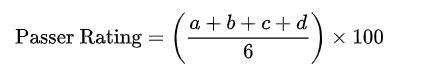 Passer Rating = ( (a + b + c + d) / 6 ) × 100